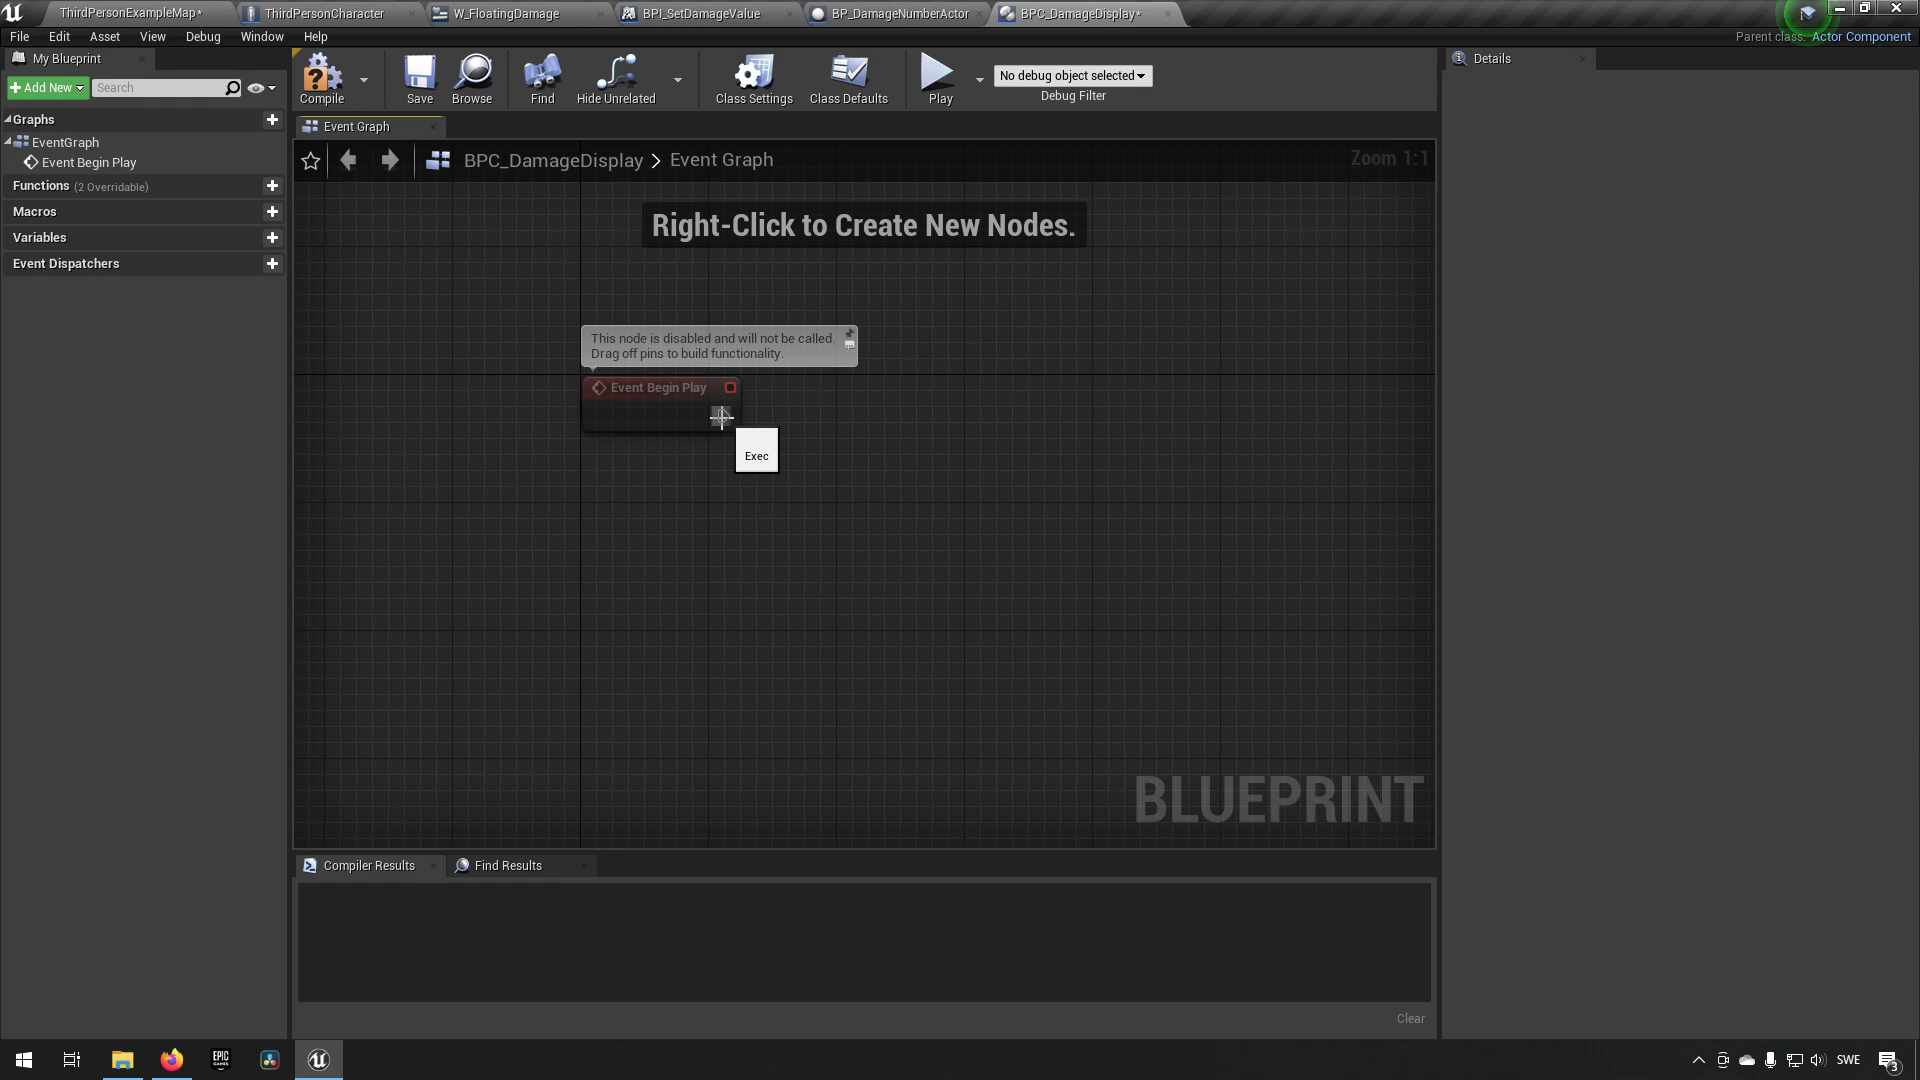 ThirdPersonExampleMap*
ThirdPersonCharacter
W_FloatingDamage
BPI_SetDamageValue
BP_DamageNumberActor
BPC_DamageDisplay*
File
Edit
Asset
View
Debug
Window
Help
Parent class: Actor Component
My Blueprint
Add New
Search
Compile
Save
Browse
Find
Hide Unrelated
Class Settings
Class Defaults
Play
No debug object selected
Debug Filter
Details
Event Graph
BPC_DamageDisplay > Event Graph
Zoom 1:1
Graphs
EventGraph
Event Begin Play
Functions (2 Overridable)
Macros
Variables
Event Dispatchers
Right-Click to Create New Nodes.
This node is disabled and will not be called.
Drag off pins to build functionality.
Event Begin Play
Exec
BLUEPRINT
Compiler Results
Find Results
Clear
EPIC
GAMES
SWE
3